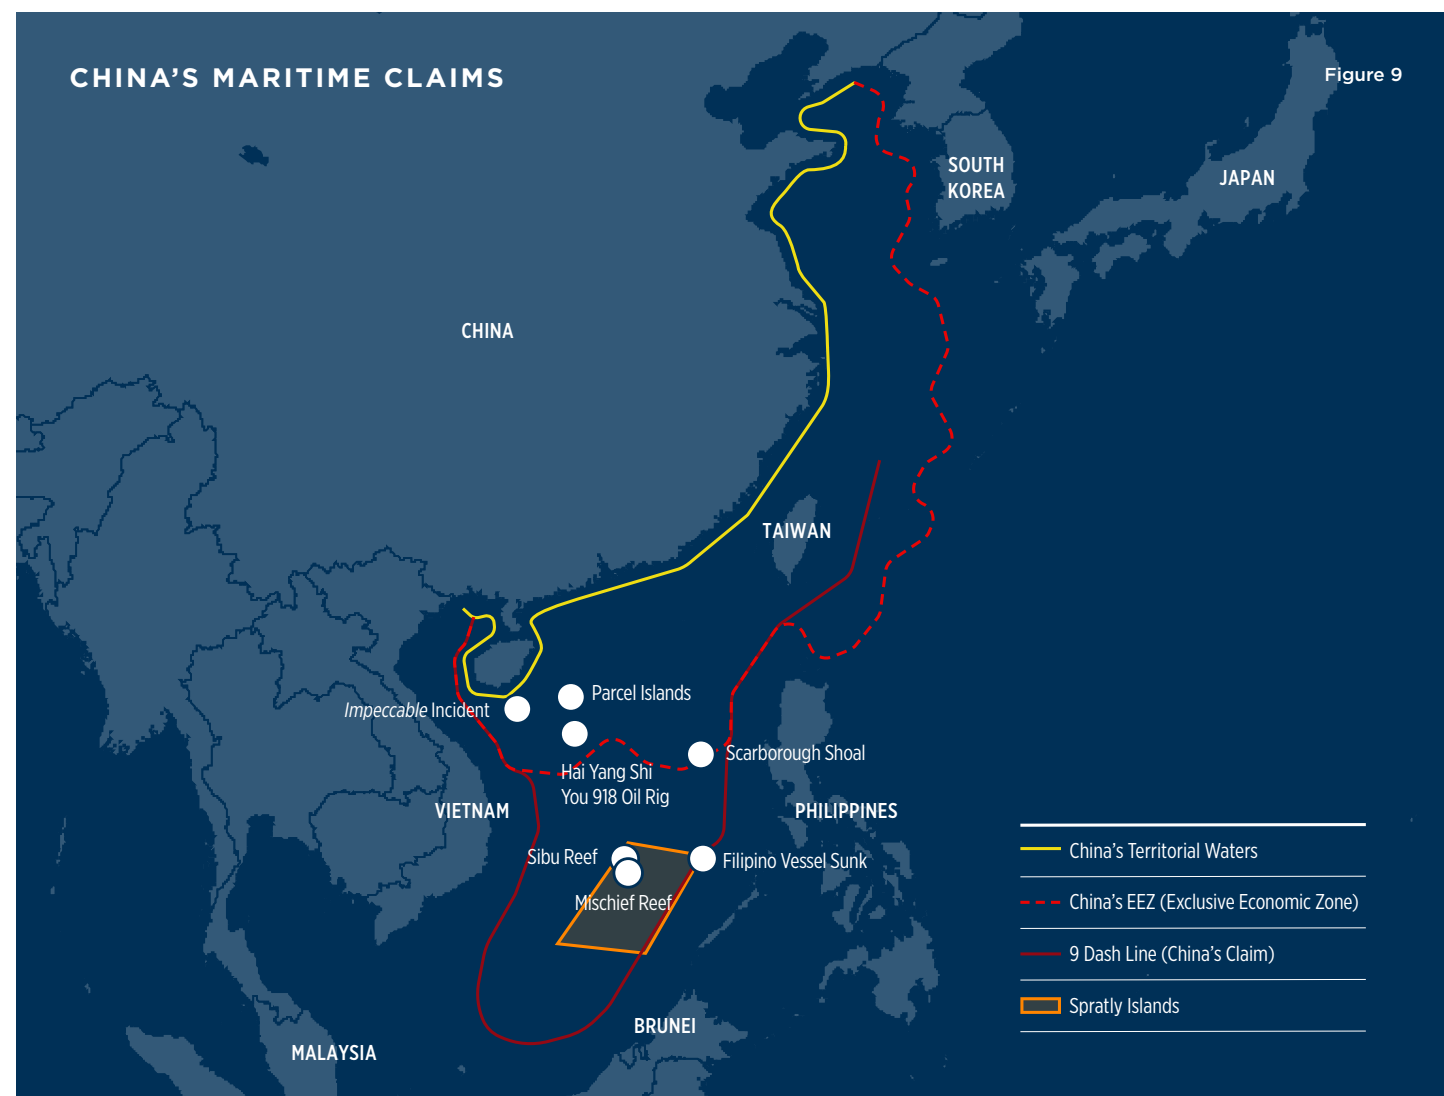 CHINA'S MARITIME CLAIMS
Figure 9
SOUTH
KOREA
JAPAN
CHINA
TAIWAN
Parcel Islands
Impeccable Incident
Scarborough Shoal
Hai Yang Shi
You 918 Oil Rig
VIETNAM
PHILIPPINES
Sibu Reef
Filipino Vessel Sunk
Mischief Reef
BRUNEI
MALAYSIA
China's Territorial Waters
China's EEZ (Exclusive Economic Zone)
9 Dash Line (China's Claim)
Spratly Islands